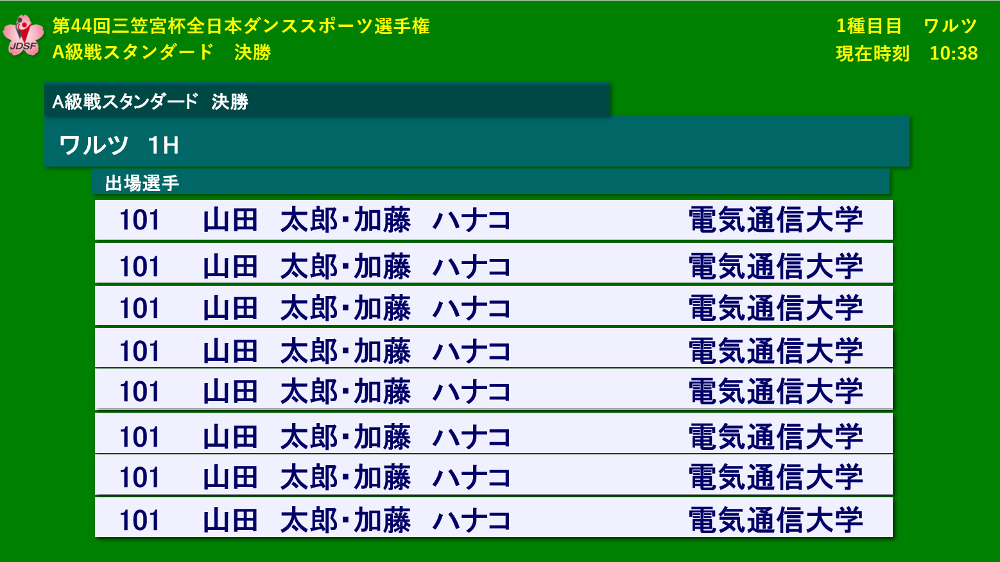 JDSF
第44回三笠宮杯全日本ダンススポーツ選手権
A級戦スタンダード　決勝
1種目目　ワルツ
現在時刻　10:38
A級戦スタンダード　決勝
ワルツ　1H
出場選手
101　山田　太郎・加藤　ハナコ　電気通信大学
101　山田　太郎・加藤　ハナコ　電気通信大学
101　山田　太郎・加藤　ハナコ　電気通信大学
101　山田　太郎・加藤　ハナコ　電気通信大学
101　山田　太郎・加藤　ハナコ　電気通信大学
101　山田　太郎・加藤　ハナコ　電気通信大学
101　山田　太郎・加藤　ハナコ　電気通信大学
101　山田　太郎・加藤　ハナコ　電気通信大学